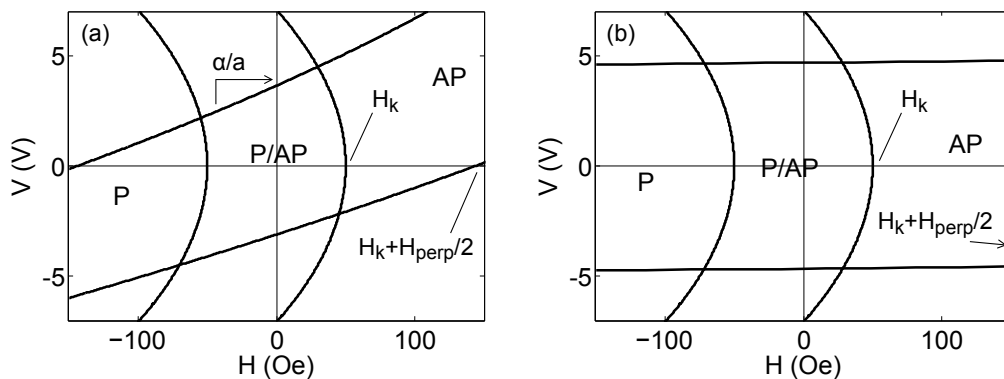 (a)
5
0
-5
V (V)
−100
0
100
H (Oe)
α/a
AP
H_k
P/AP
P
H_k+H_perp/2
(b)
5
0
-5
V (V)
−100
0
100
H (Oe)
H_k
AP
P/AP
P
H_k+H_perp/2